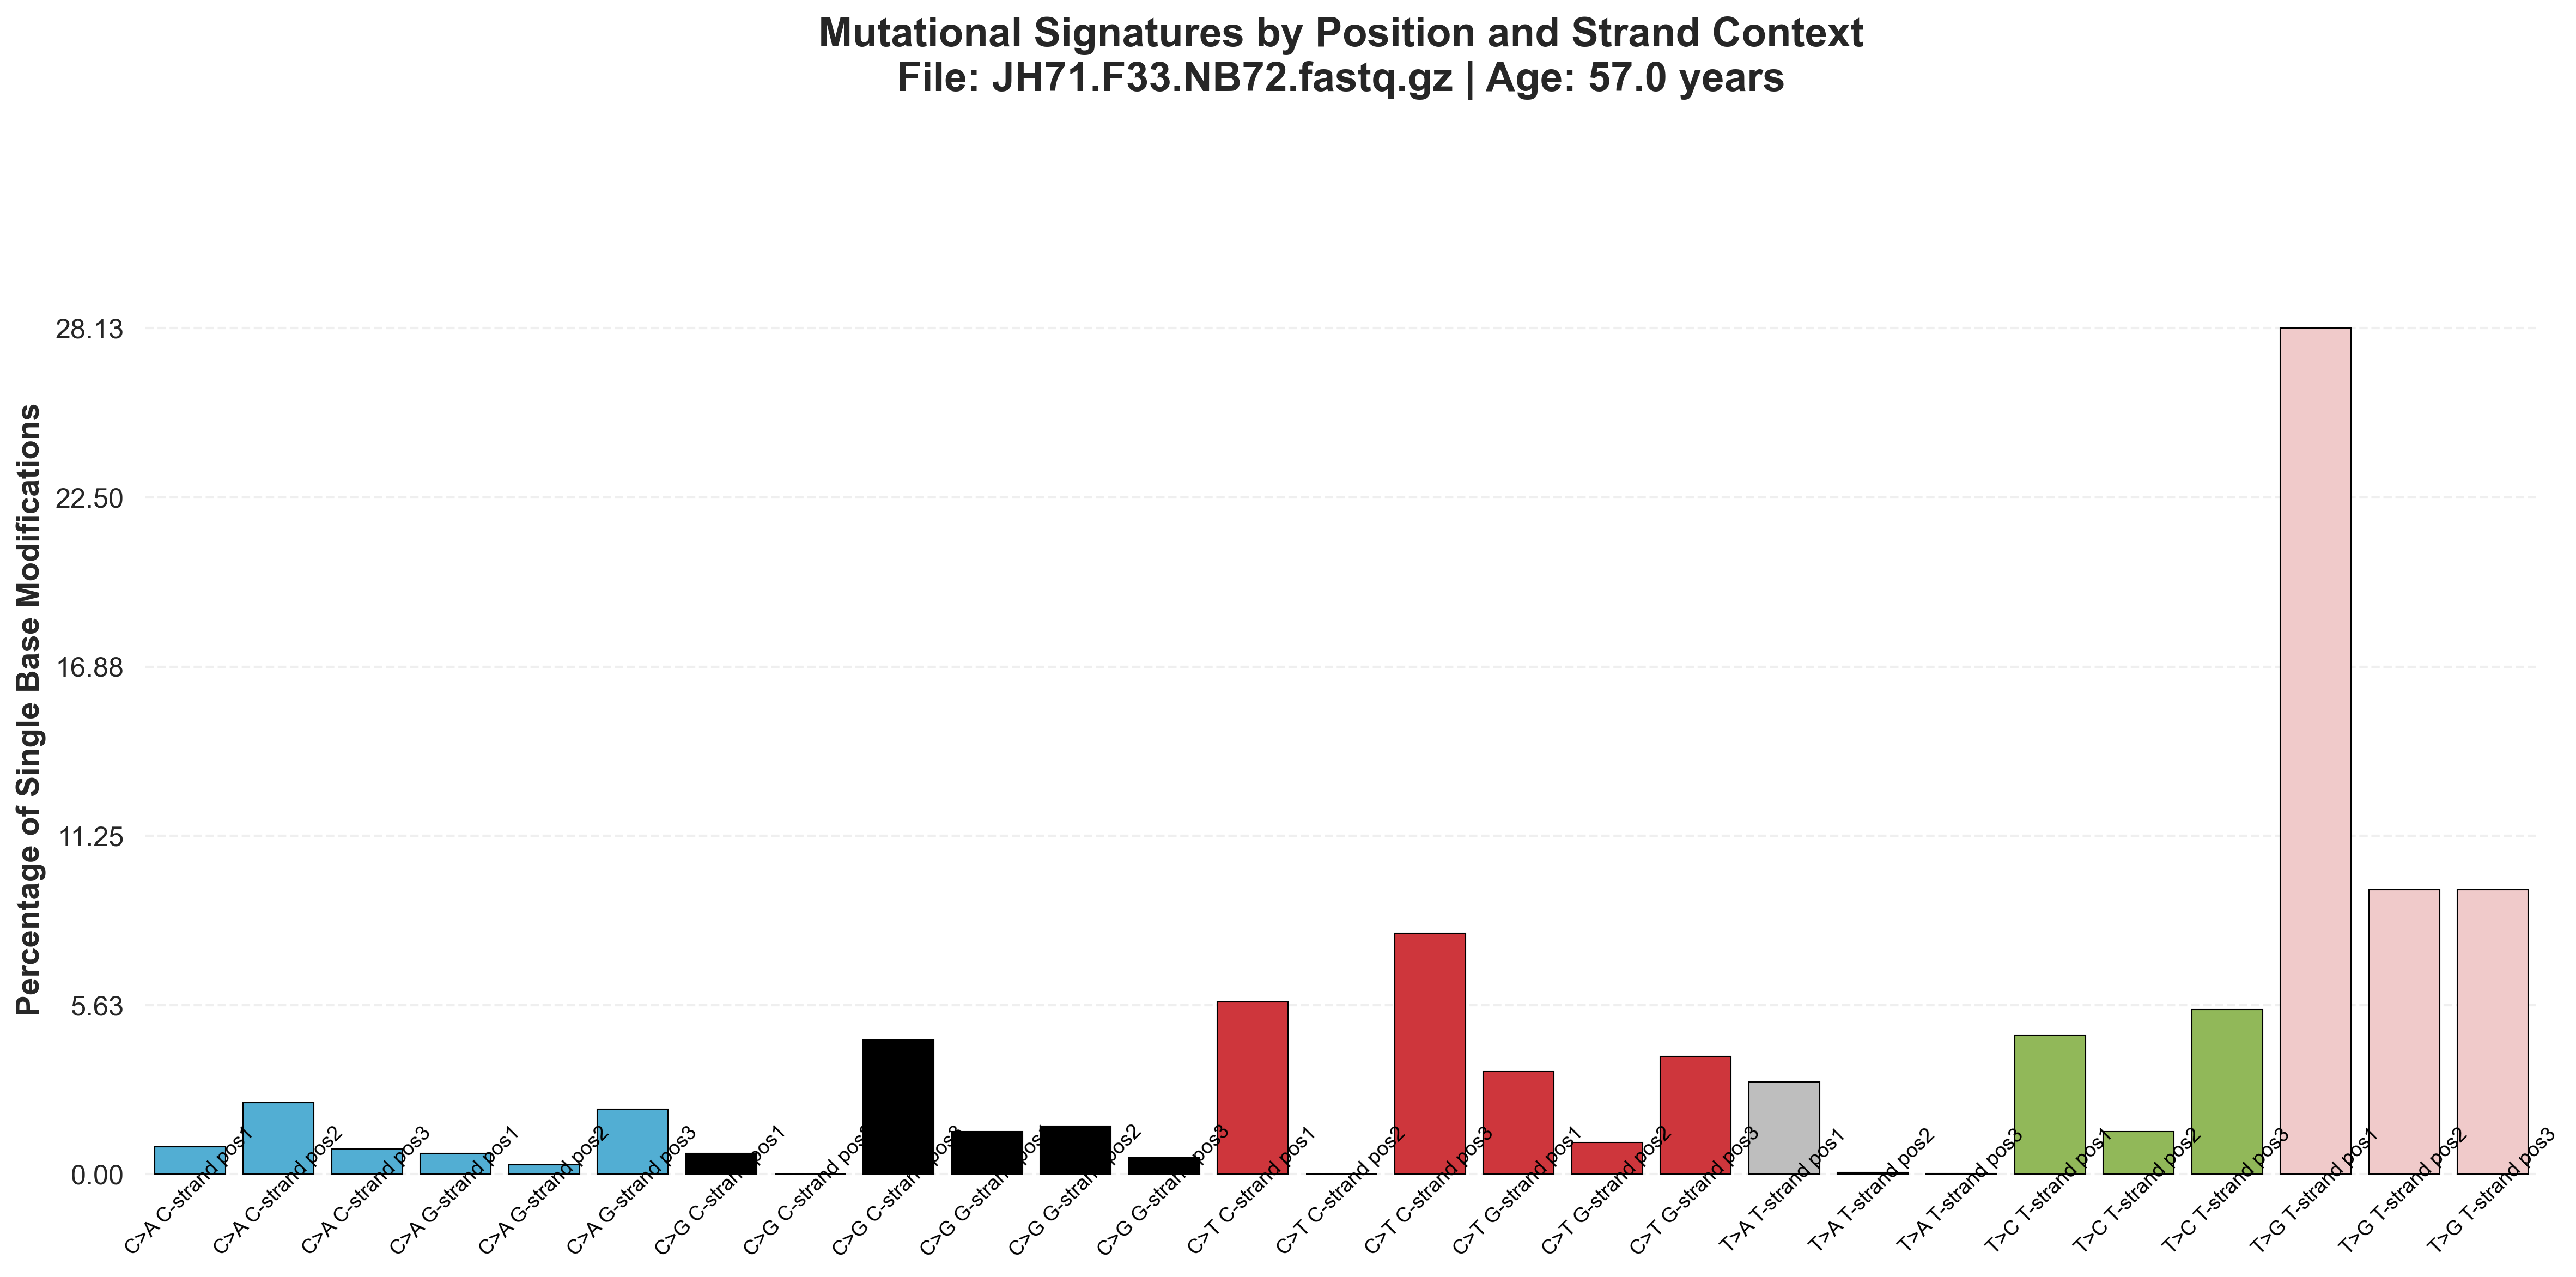 Mutational Signatures by Position and Strand Context
File: JH71.F33.NB72.fastq.gz | Age: 57.0 years
Percentage of Single Base Modifications
28.13
22.50
16.88
11.25
5.63
0.00
C>A C-strand pos1
C>A C-strand pos2
C>A C-strand pos3
C>A G-strand pos1
C>A G-strand pos2
C>A G-strand pos3
C>G C-strand pos1
C>G C-strand pos2
C>G C-strand pos3
C>G G-strand pos1
C>G G-strand pos2
C>G G-strand pos3
C>T C-strand pos1
C>T C-strand pos2
C>T C-strand pos3
C>T G-strand pos1
C>T G-strand pos2
C>T G-strand pos3
T>A T-strand pos1
T>A T-strand pos2
T>A T-strand pos3
T>C T-strand pos1
T>C T-strand pos2
T>C T-strand pos3
T>G T-strand pos1
T>G T-strand pos2
T>G T-strand pos3